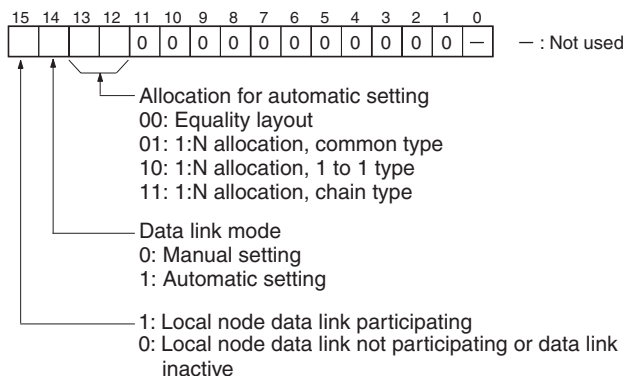 15 14 13 12 11 10 9 8 7 6 5 4 3 2 1 0
0 0 0 0 0 0 0 0 0 0 0 — — : Not used
Allocation for automatic setting
00: Equality layout
01: 1:N allocation, common type
10: 1:N allocation, 1 to 1 type
11: 1:N allocation, chain type
Data link mode
0: Manual setting
1: Automatic setting
1: Local node data link participating
0: Local node data link not participating or data link
inactive